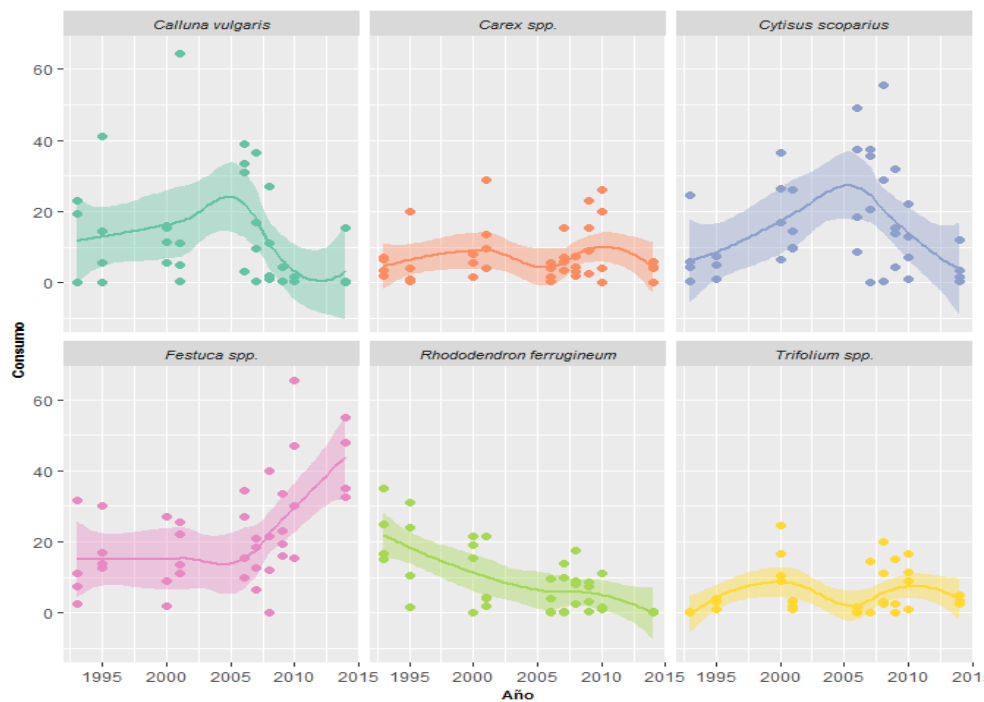 Calluna vulgaris
Carex spp.
Cytisus scoparius
60
40
20
0
Consumo
Festuca spp.
Rhododendron ferrugineum
Trifolium spp.
60
40
20
0
1995 2000 2005 2010 2015
1995 2000 2005 2010 2015
1995 2000 2005 2010 201
Año